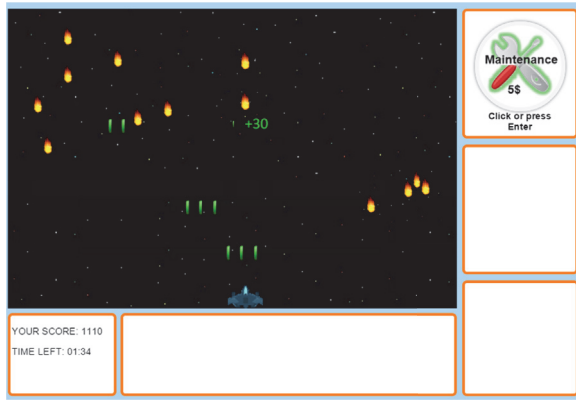 Maintenance
5$
Click or press
Enter
+30
YOUR SCORE: 1110
TIME LEFT: 01:34